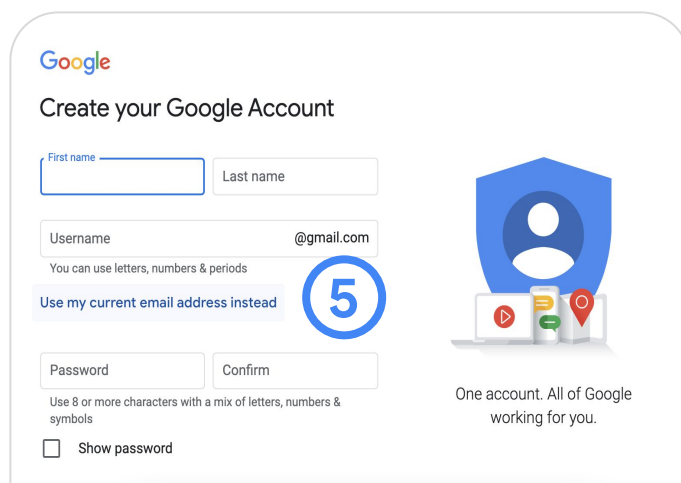 Google
Create your Google Account
First name
Last name
Username @gmail.com
You can use letters, numbers & periods
Use my current email address instead
5
Password
Confirm
Use 8 or more characters with a mix of letters, numbers &
symbols
Show password
One account. All of Google
working for you.